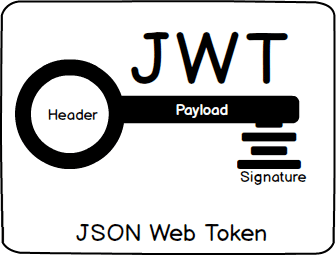 JWT
Header
Payload
Signature
JSON Web Token